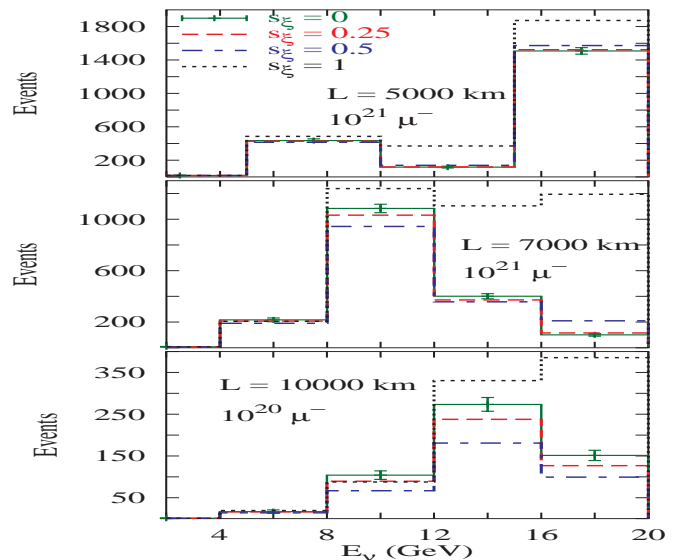 s_ξ = 0
s_ξ = 0.25
s_ξ = 0.5
s_ξ = 1
1800
1400
1000
600
200
Events
L = 5000 km
10^21 μ^−
1000
600
200
Events
L = 7000 km
10^21 μ^−
350
250
150
50
Events
L = 10000 km
10^20 μ^−
4 8 12 16 20
E_ν (GeV)